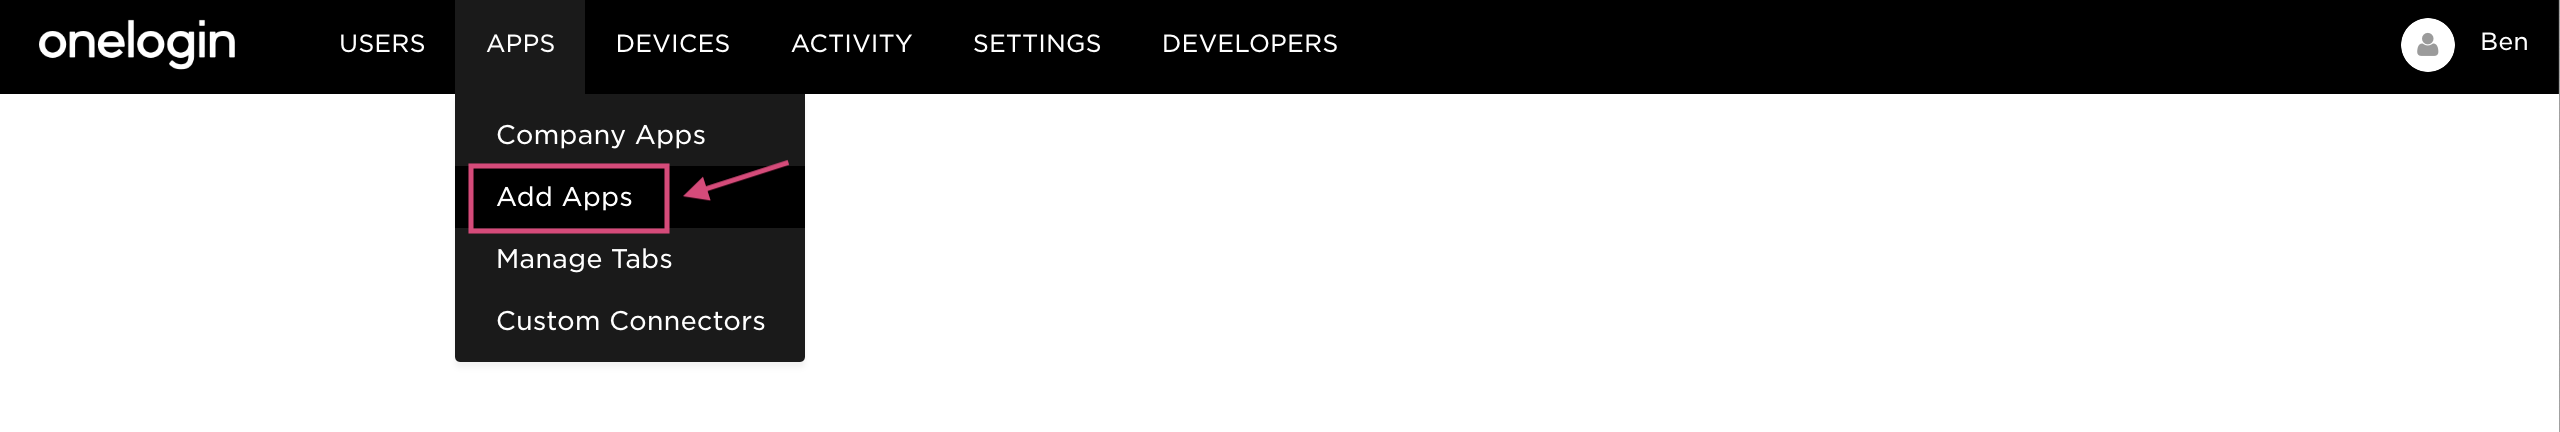 onelogin USERS APPS DEVICES ACTIVITY SETTINGS DEVELOPERS Ben
Company Apps
Add Apps
Manage Tabs
Custom Connectors